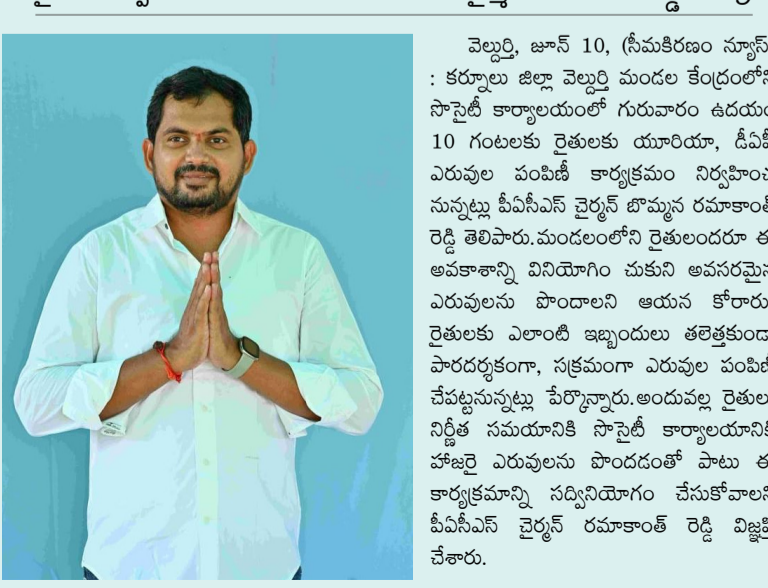 వెల్దుర్తి, జూన్ 10, (సీమకిరణం న్యూస్)
: కర్నూలు జిల్లా వెల్దుర్తి మండల కేంద్రంలోని
సొసైటీ కార్యాలయంలో గురువారం ఉదయం
10 గంటలకు రైతులకు యూరియా, డీఏపీ
ఎరువుల పంపిణీ కార్యక్రమం నిర్వహించ
నున్నట్లు పీఏసీఎస్ చైర్మన్ బొమ్మన రమాకాంత్
రెడ్డి తెలిపారు.మండలంలోని రైతులందరూ ఈ
అవకాశాన్ని వినియోగిం చుకుని అవసరమైన
ఎరువులను పొందాలని ఆయన కోరారు.
రైతులకు ఎలాంటి ఇబ్బందులు తలెత్తకుండా
పారదర్శకంగా, సక్రమంగా ఎరువుల పంపిణీ
చేపట్టనున్నట్లు పేర్కొన్నారు.అందువల్ల రైతులు
నిర్ణీత సమయానికి సొసైటీ కార్యాలయానికి
హాజరై ఎరువులను పొందడంతో పాటు ఈ
కార్యక్రమాన్ని సద్వినియోగం చేసుకోవాలని
పీఏసీఎస్ చైర్మన్ రమాకాంత్ రెడ్డి విజ్ఞప్తి
చేశారు.